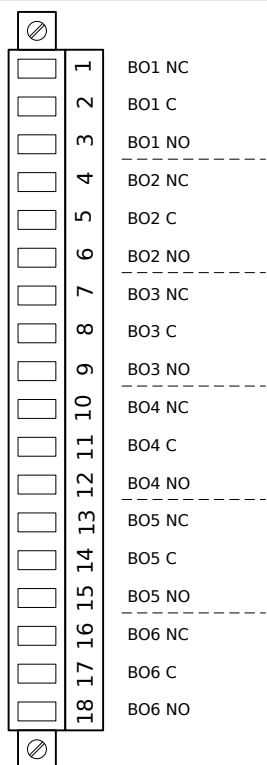 1 BO1 NC
2 BO1 C
3 BO1 NO
4 BO2 NC
5 BO2 C
6 BO2 NO
7 BO3 NC
8 BO3 C
9 BO3 NO
10 BO4 NC
11 BO4 C
12 BO4 NO
13 BO5 NC
14 BO5 C
15 BO5 NO
16 BO6 NC
17 BO6 C
18 BO6 NO